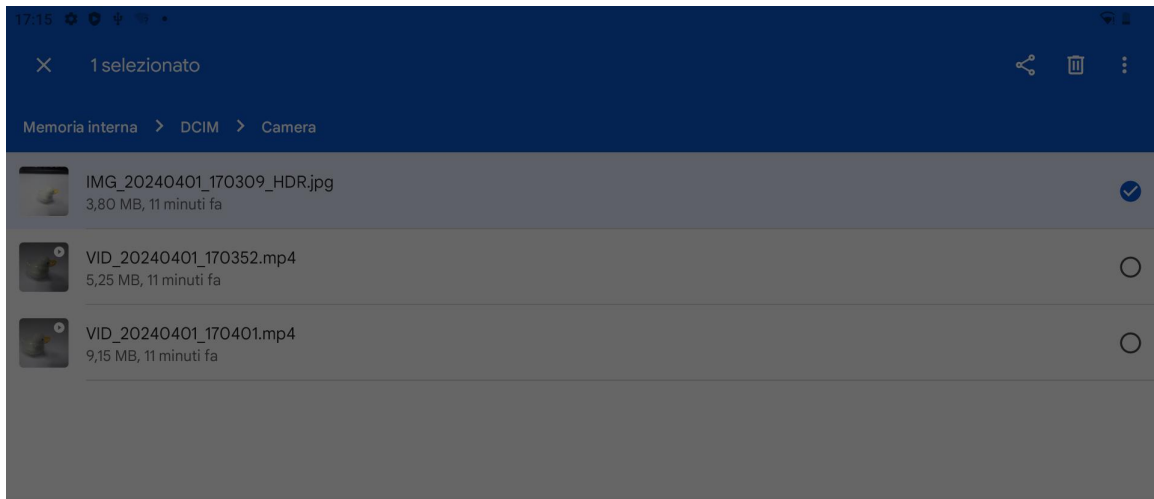 17:15
1 selezionato
Memoria interna > DCIM > Camera
IMG_20240401_170309_HDR.jpg
3,80 MB, 11 minuti fa
VID_20240401_170352.mp4
5,25 MB, 11 minuti fa
VID_20240401_170401.mp4
9,15 MB, 11 minuti fa